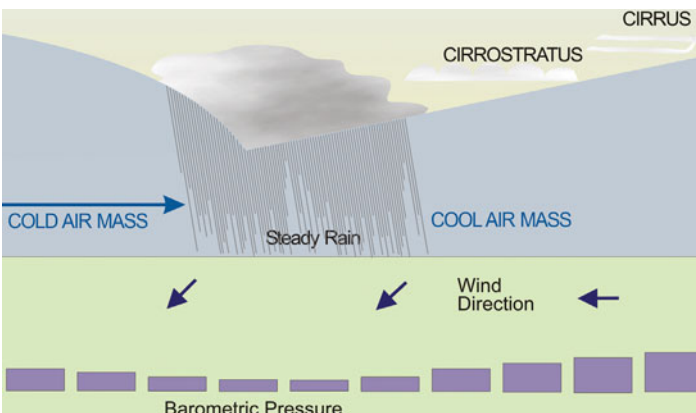 CIRRUS
CIRROSTRATUS
COLD AIR MASS
Steady Rain
COOL AIR MASS
Wind
Direction
Barometric Pressure